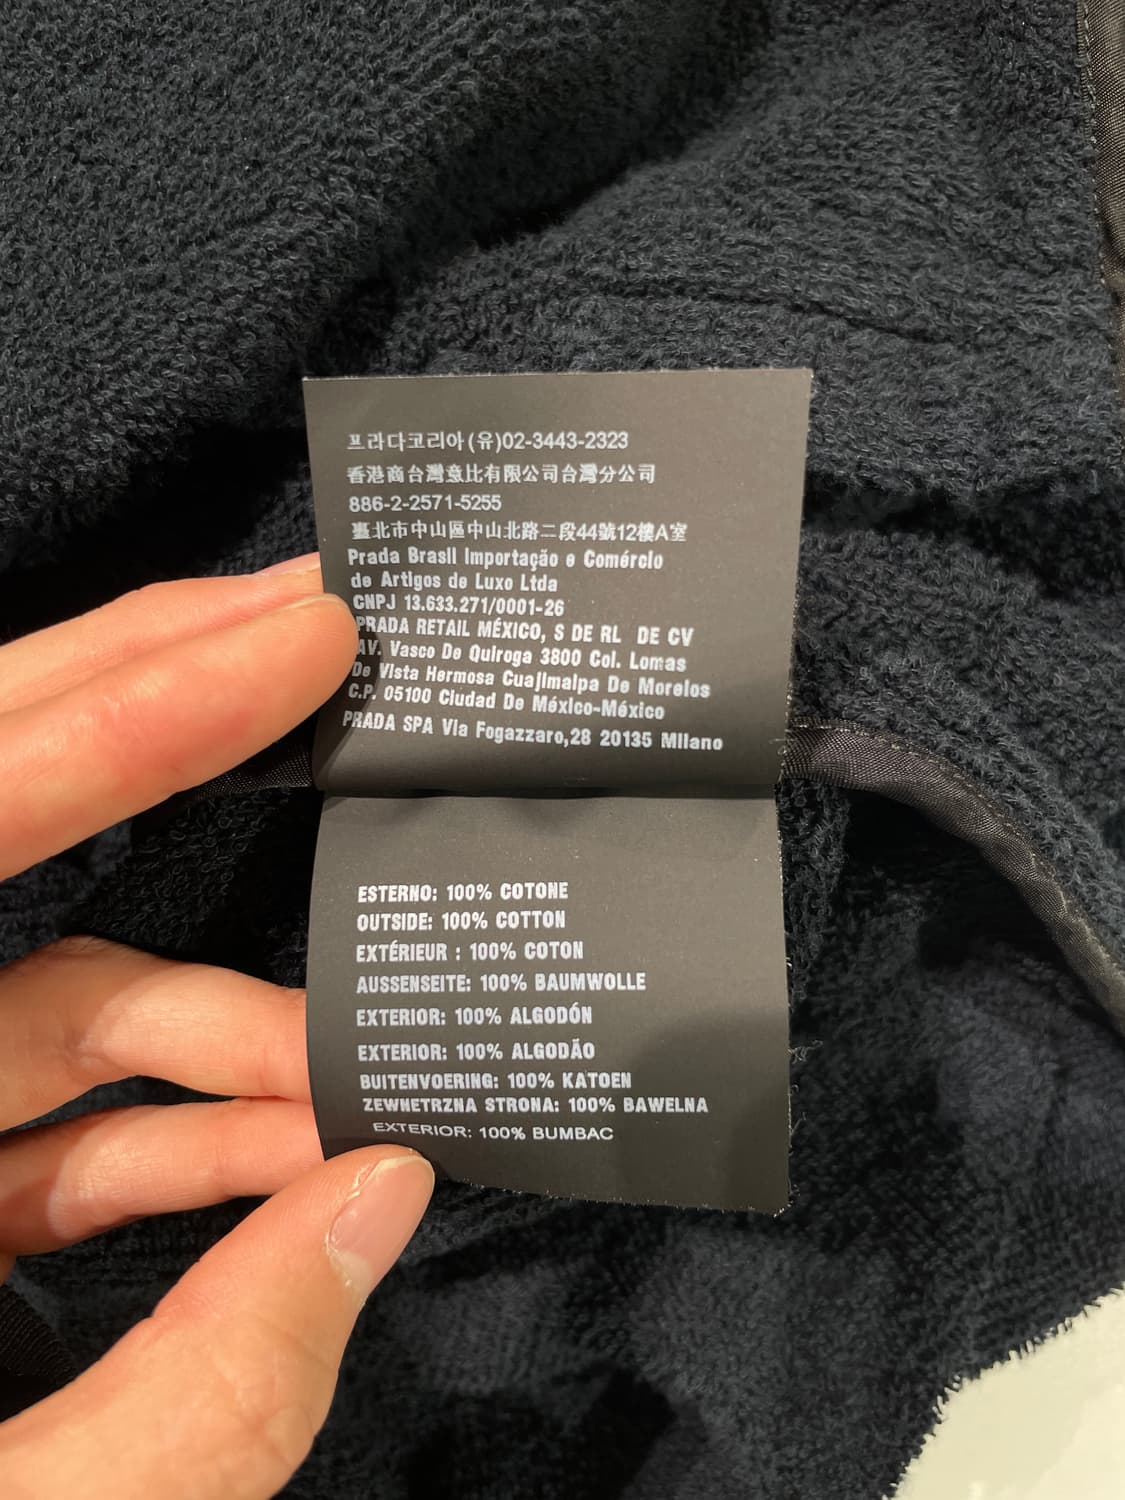 프라다코리아(유)02-3443-2323
香港商台灣意比有限公司台灣分公司
886-2-2571-5255
臺北市中山區中山北路二段44號12樓A室
Prada Brasil Importação e Comércio
de Artigos de Luxo Ltda
CNPJ 13.633.271/0001-26
PRADA RETAIL MÉXICO, S DE RL DE CV
AV. Vasco De Quiroga 3800 Col. Lomas
De Vista Hermosa Cuajimalpa De Morelos
C.P. 05100 Ciudad De México-México
PRADA SPA Via Fogazzaro,28 20135 Milano
ESTERNO: 100% COTONE
OUTSIDE: 100% COTTON
EXTÉRIEUR : 100% COTON
AUSSENSEITE: 100% BAUMWOLLE
EXTERIOR: 100% ALGODÓN
EXTERIOR: 100% ALGODÃO
BUITENVOERING: 100% KATOEN
ZEWNETRZNA STRONA: 100% BAWELNA
EXTERIOR: 100% BUMBAC